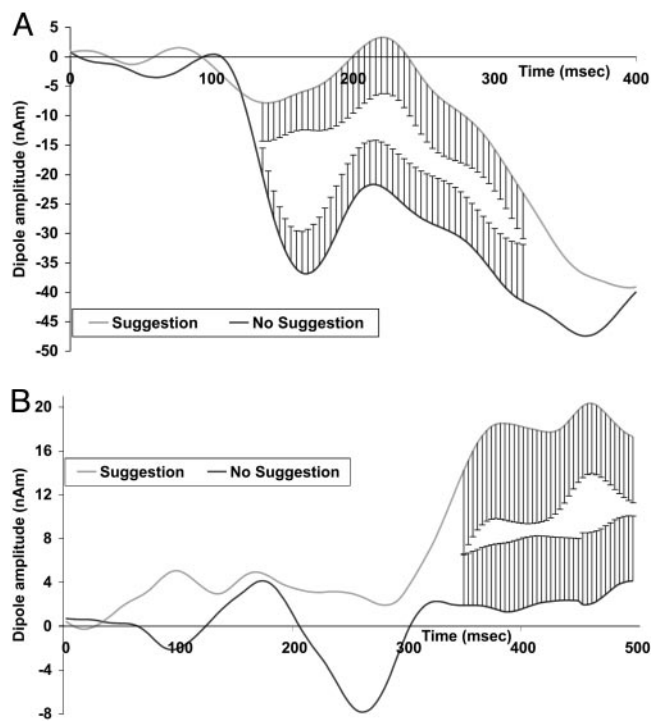 A
5
0
-5
-10
-15
-20
-25
-30
-35
-40
-45
-50
Dipole amplitude (nAm)
0 100 200 300 400
Time (msec)
Suggestion No Suggestion
B
20
16
12
8
4
0
-4
-8
Dipole amplitude (nAm)
Suggestion No Suggestion
Time (msec)
0 100 200 300 400 500